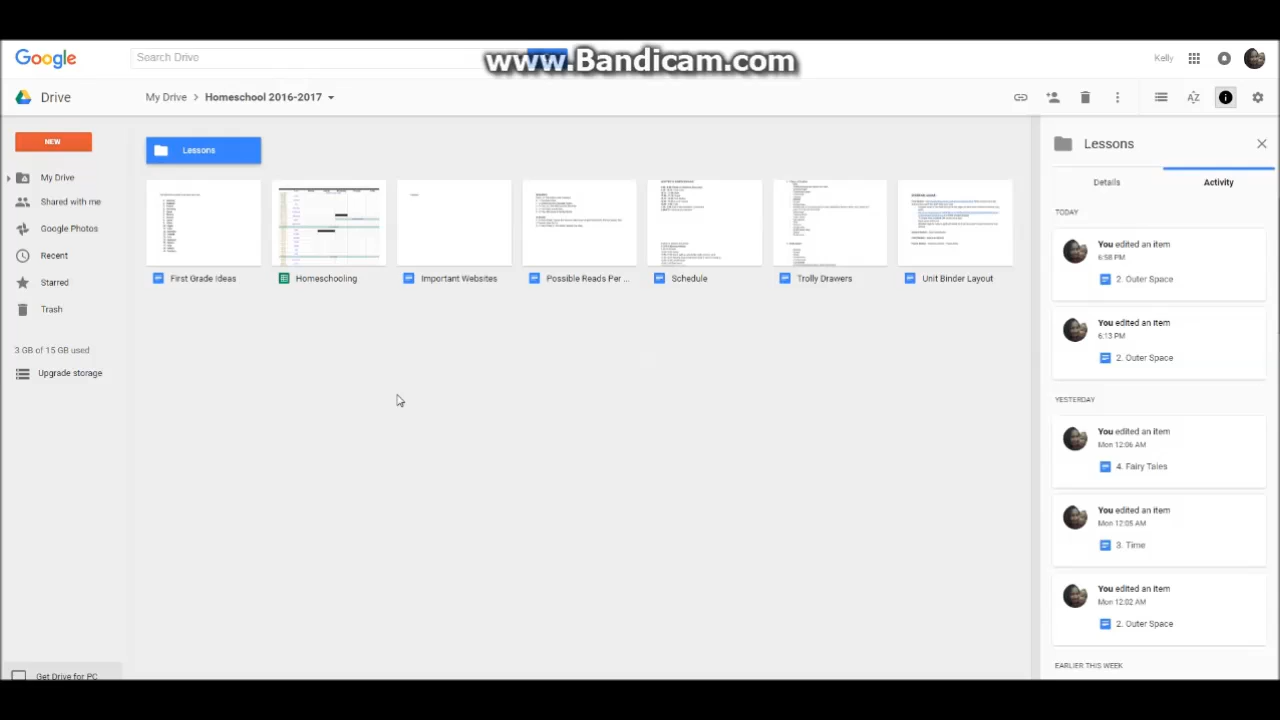 www.Bandicam.com
Google
Search Drive
Kelly
Drive
My Drive > Homeschool 2016-2017
NEW
My Drive
Shared with me
Google Photos
Recent
Starred
Trash
3 GB of 15 GB used
Upgrade storage
Get Drive for PC
Lessons
First Grade Ideas
Homeschooling
Important Websites
Possible Reads Per ...
Schedule
Trolly Drawers
Unit Binder Layout
Lessons
Details
Activity
TODAY
You edited an item
6:58 PM
2. Outer Space
You edited an item
6:13 PM
2. Outer Space
YESTERDAY
You edited an item
Mon 12:06 AM
4. Fairy Tales
You edited an item
Mon 12:05 AM
3. Time
You edited an item
Mon 12:02 AM
2. Outer Space
EARLIER THIS WEEK